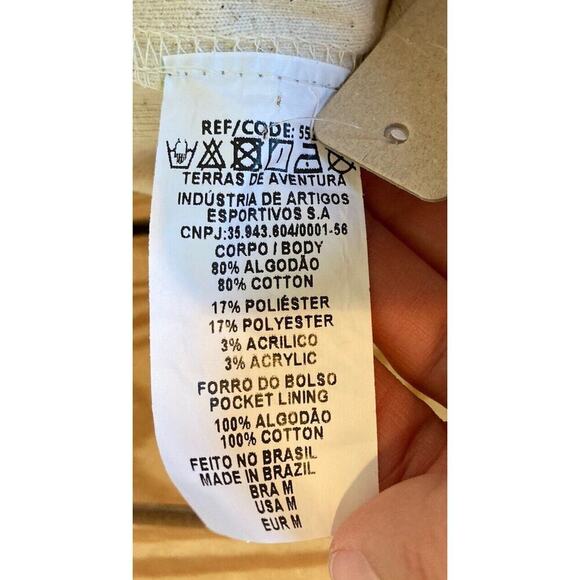 REF/CODE: 55
TERRAS DE AVENTURA
INDÚSTRIA DE ARTIGOS
ESPORTIVOS S.A
CNPJ:35.943.604/0001-56
CORPO / BODY
80% ALGODÃO
80% COTTON
17% POLIÉSTER
17% POLYESTER
3% ACRILICO
3% ACRYLIC
FORRO DO BOLSO
POCKET LINING
100% ALGODÃO
100% COTTON
FEITO NO BRASIL
MADE IN BRAZIL
BRA M
USA M
EUR M